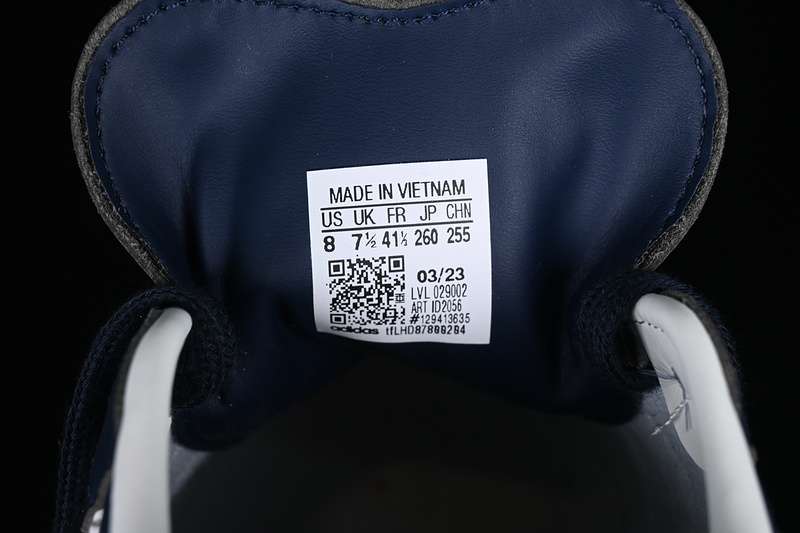 MADE IN VIETNAM
US UK FR JP CHN
8 7½ 41⅓ 260 255
03/23
LVL 029002
ART ID2056
#129413635
adidas tfLHD87800204